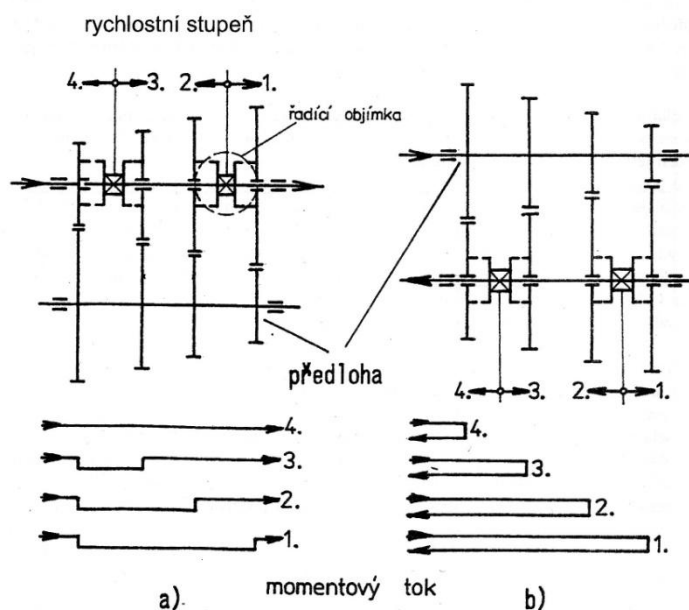 rychlostní stupeň
4. 3. 2. 1.
řadící objímka
předloha
4. 3. 2. 1.
4.
3.
2.
1.
4.
3.
2.
1.
momentový tok
a) b)